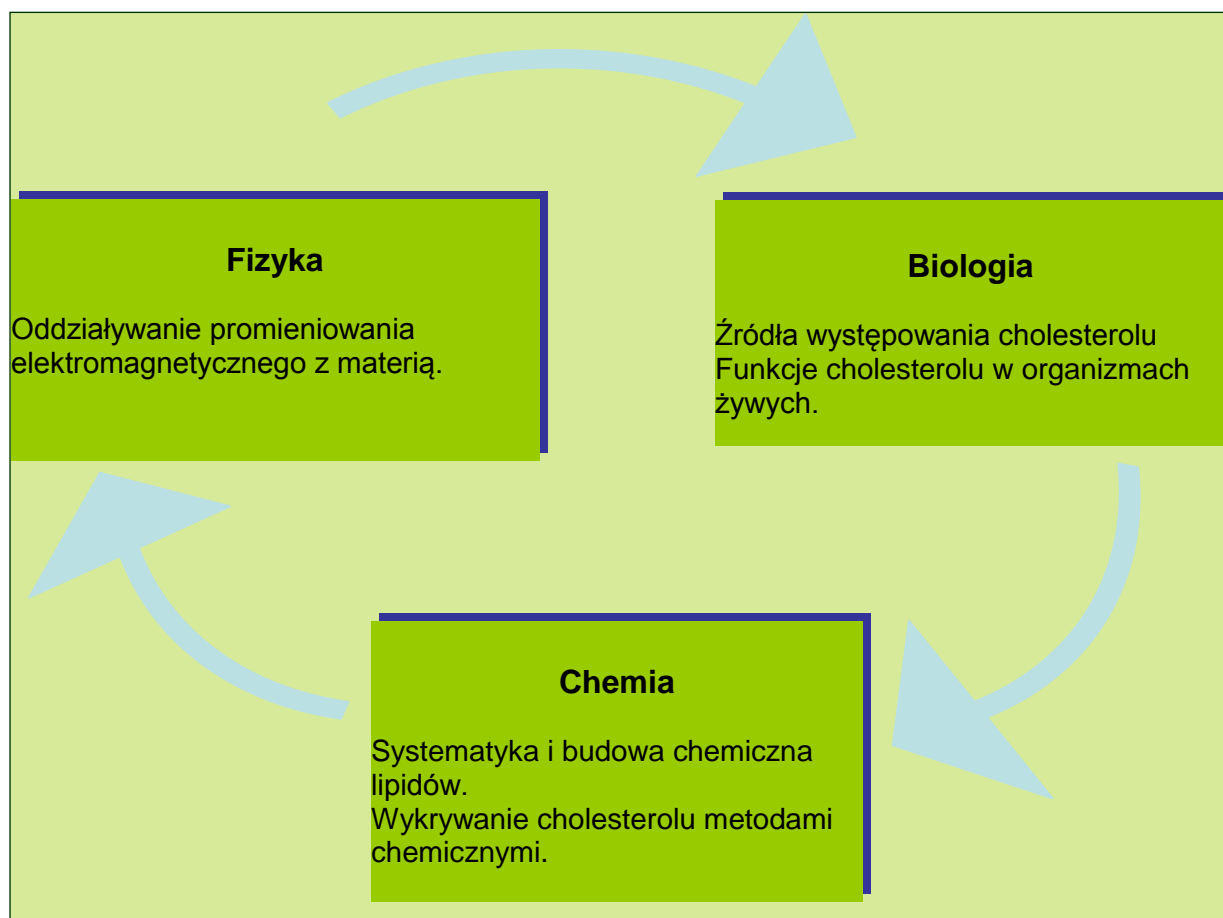 Fizyka
Oddziaływanie promieniowania
elektromagnetycznego z materią.
Biologia
Źródła występowania cholesterolu
Funkcje cholesterolu w organizmach
żywych.
Chemia
Systematyka i budowa chemiczna
lipidów.
Wykrywanie cholesterolu metodami
chemicznymi.